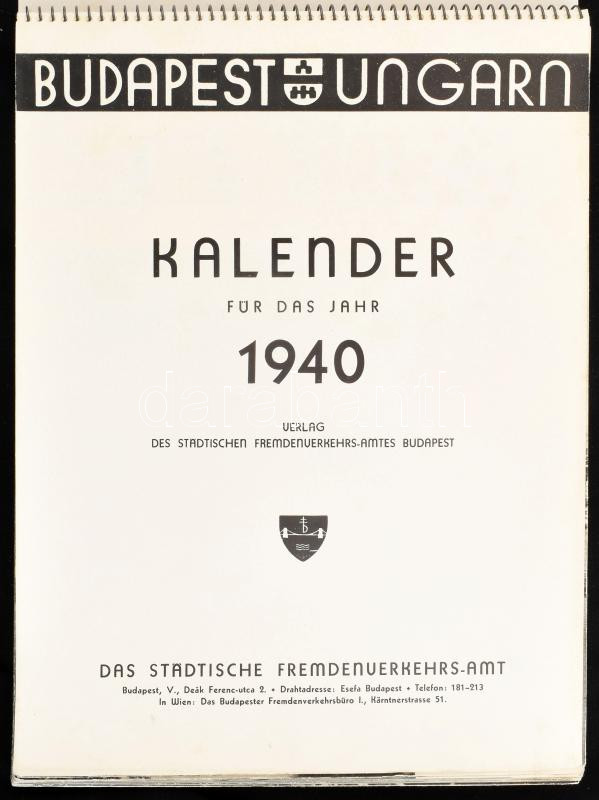 BUDAPEST UNGARN
KALENDER
FÜR DAS JAHR
1940
VERLAG
DES STÄDTISCHEN FREMDENVERKEHRS-AMTES BUDAPEST
DAS STÄDTISCHE FREMDENVERKEHRS-AMT
Budapest, V., Deák Ferenc-utca 2. • Drahtadresse: Esefa Budapest • Telefon: 181-213
In Wien: Das Budapester Fremdenverkehrsbüro I., Kärntnerstrasse 51.
darabanth